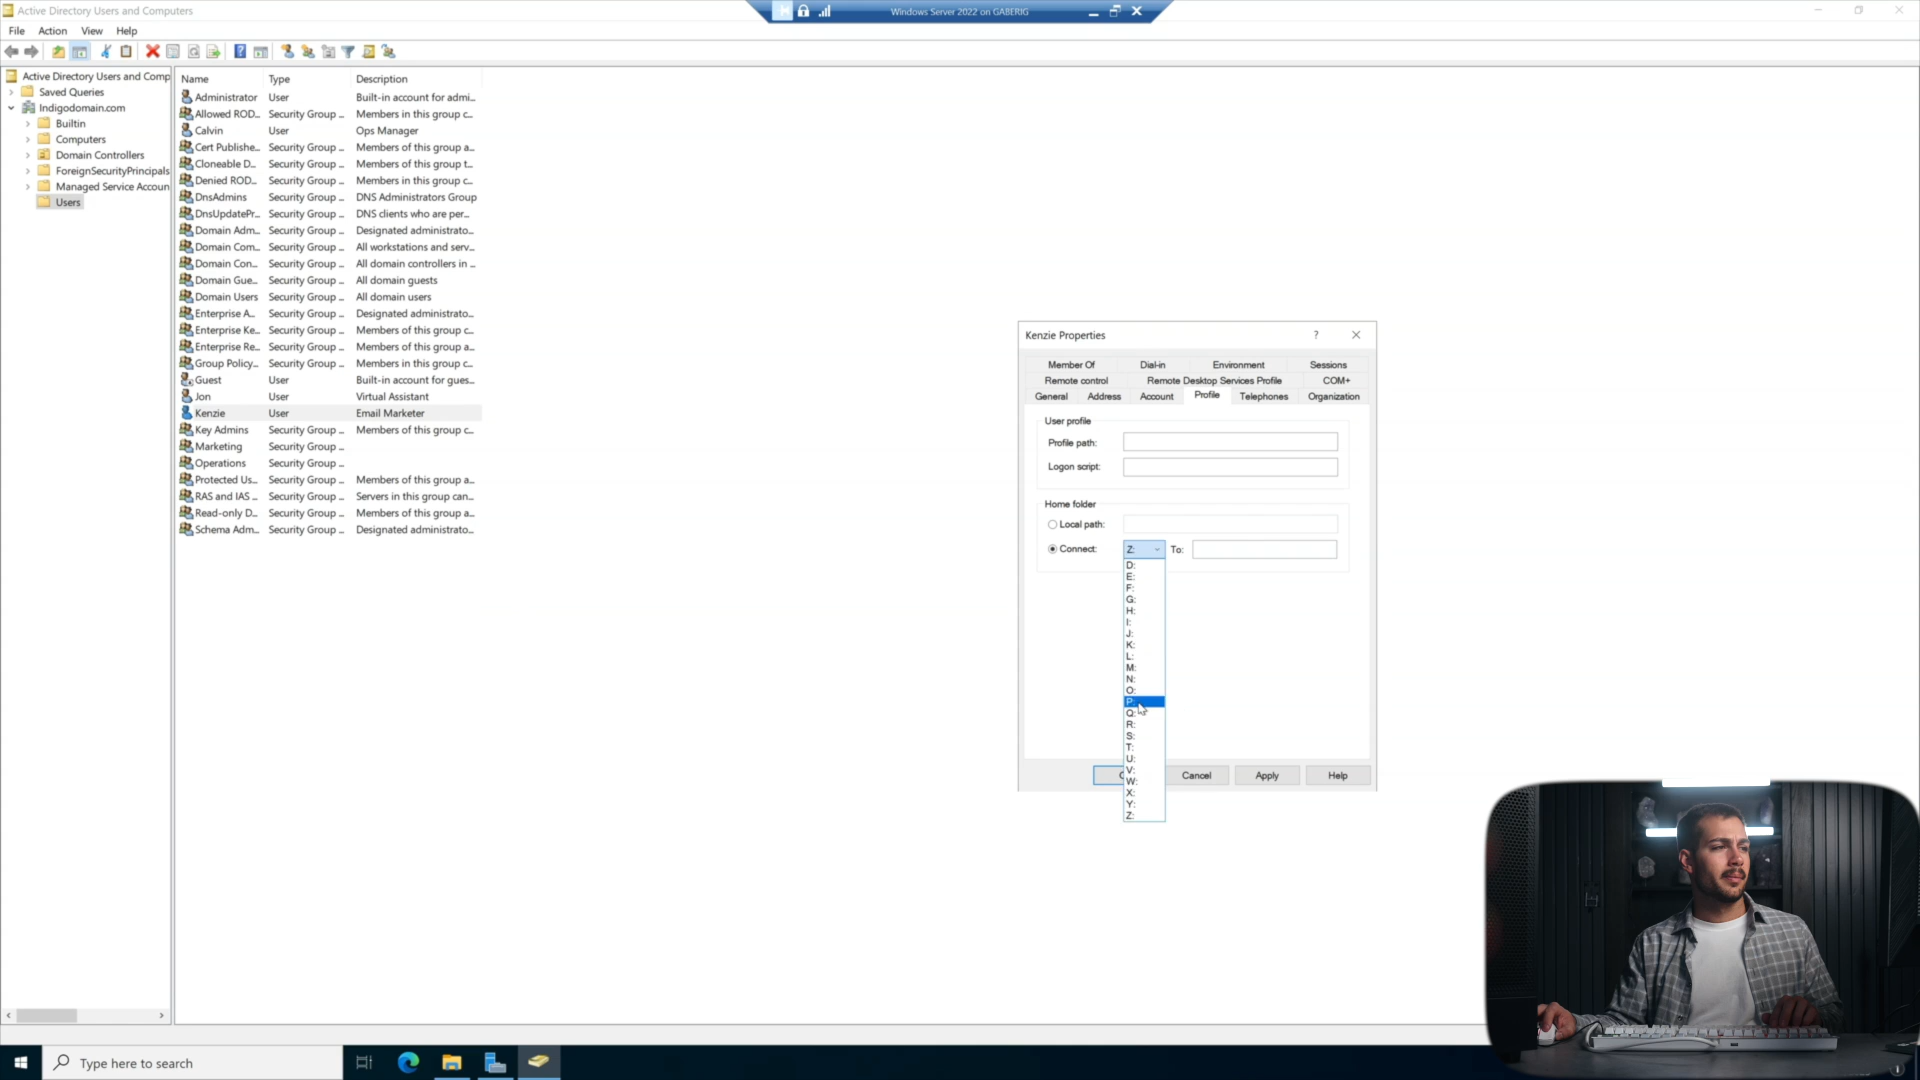 Active Directory Users and Computers
Windows Server 2022 on GABERIG
File Action View Help
Active Directory Users and Comp
Saved Queries
Indigodomain.com
Builtin
Computers
Domain Controllers
ForeignSecurityPrincipals
Managed Service Accoun
Users
Name Type Description
Administrator User Built-in account for admi...
Allowed ROD... Security Group ... Members in this group c...
Calvin User Ops Manager
Cert Publishe... Security Group ... Members of this group a...
Cloneable D... Security Group ... Members of this group t...
Denied ROD... Security Group ... Members in this group c...
DnsAdmins Security Group ... DNS Administrators Group
DnsUpdatePr... Security Group ... DNS clients who are per...
Domain Adm... Security Group ... Designated administrato...
Domain Com... Security Group ... All workstations and serv...
Domain Con... Security Group ... All domain controllers in ...
Domain Gue... Security Group ... All domain guests
Domain Users Security Group ... All domain users
Enterprise A... Security Group ... Designated administrato...
Enterprise Ke... Security Group ... Members of this group c...
Enterprise Re... Security Group ... Members of this group a...
Group Policy... Security Group ... Members in this group c...
Guest User Built-in account for gues...
Jon User Virtual Assistant
Kenzie User Email Marketer
Key Admins Security Group ... Members of this group c...
Marketing Security Group ...
Operations Security Group ...
Protected Us... Security Group ... Members of this group a...
RAS and IAS ... Security Group ... Servers in this group can...
Read-only D... Security Group ... Members of this group a...
Schema Adm... Security Group ... Designated administrato...
Kenzie Properties ?
Member Of Dial-in Environment Sessions
Remote control Remote Desktop Services Profile COM+
General Address Account Profile Telephones Organization
User profile
Profile path:
Logon script:
Home folder
Local path:
Connect: Z: To:
D:
E:
F:
G:
H:
I:
J:
K:
L:
M:
N:
O:
P:
Q:
R:
S:
T:
U:
V:
W:
X:
Y:
Z:
Cancel Apply Help
Type here to search